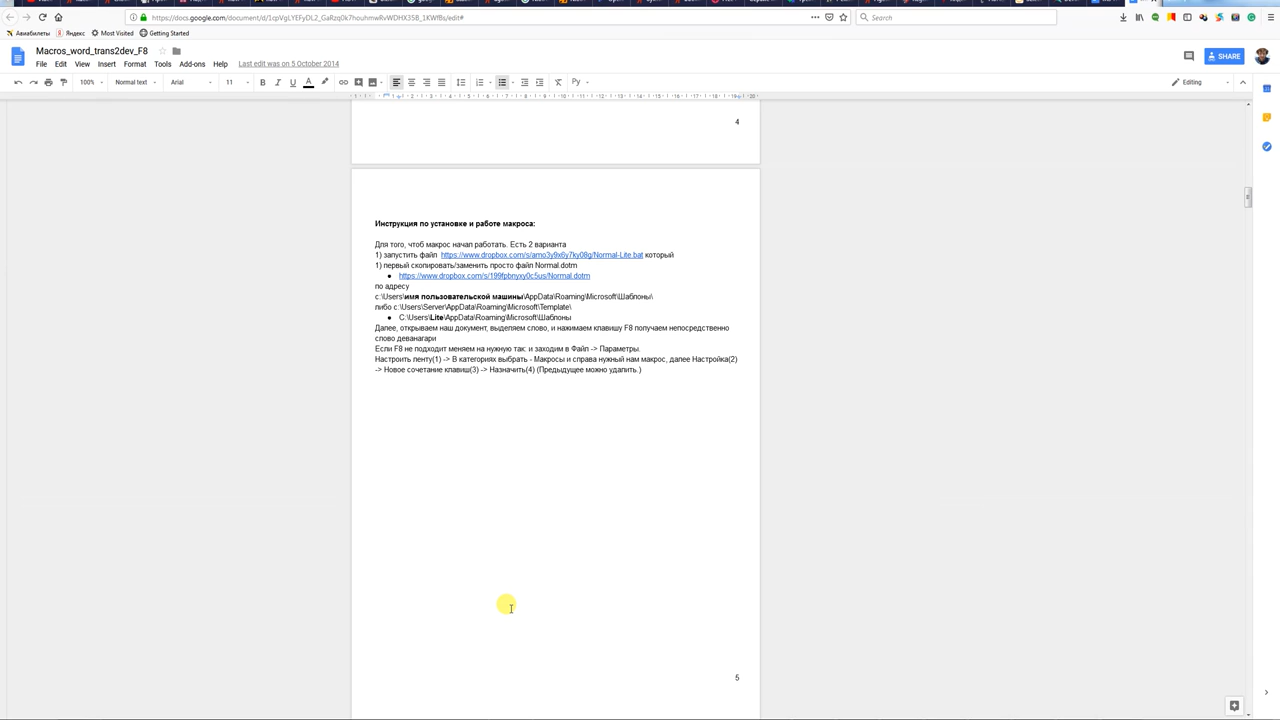 https://docs.google.com/document/d/1cpVgLYEFyDL2_GaRzq0k7houhmwRvWDHX35B_1KWfBs/edit#
Search
Авиабилеты Яндекс Most Visited Getting Started
Macros_word_trans2dev_F8
File Edit View Insert Format Tools Add-ons Help Last edit was on 5 October 2014
SHARE
100% Normal text Arial 11 Editing
4
Инструкция по установке и работе макроса:
Для того, чтоб макрос начал работать. Есть 2 варианта
1) запустить файл https://www.dropbox.com/s/amo3y9x6y7ky08g/Normal-Lite.bat который
1) первый скопировать/заменить просто файл Normal.dotm
● https://www.dropbox.com/s/199fpbnyxy0c5us/Normal.dotm
по адресу
c:\Users\имя пользовательской машины\AppData\Roaming\Microsoft\Шаблоны\
либо c:\Users\Server\AppData\Roaming\Microsoft\Template\
● C:\Users\Lite\AppData\Roaming\Microsoft\Шаблоны
Далее, открываем наш документ, выделяем слово, и нажимаем клавишу F8 получаем непосредственно
слово деванагари
Если F8 не подходит меняем на нужную так: и заходим в Файл -> Параметры.
Настроить ленту(1) -> В категориях выбрать - Макросы и справа нужный нам макрос, далее Настройка(2)
-> Новое сочетание клавиш(3) -> Назначить(4) (Предыдущее можно удалить.)
5